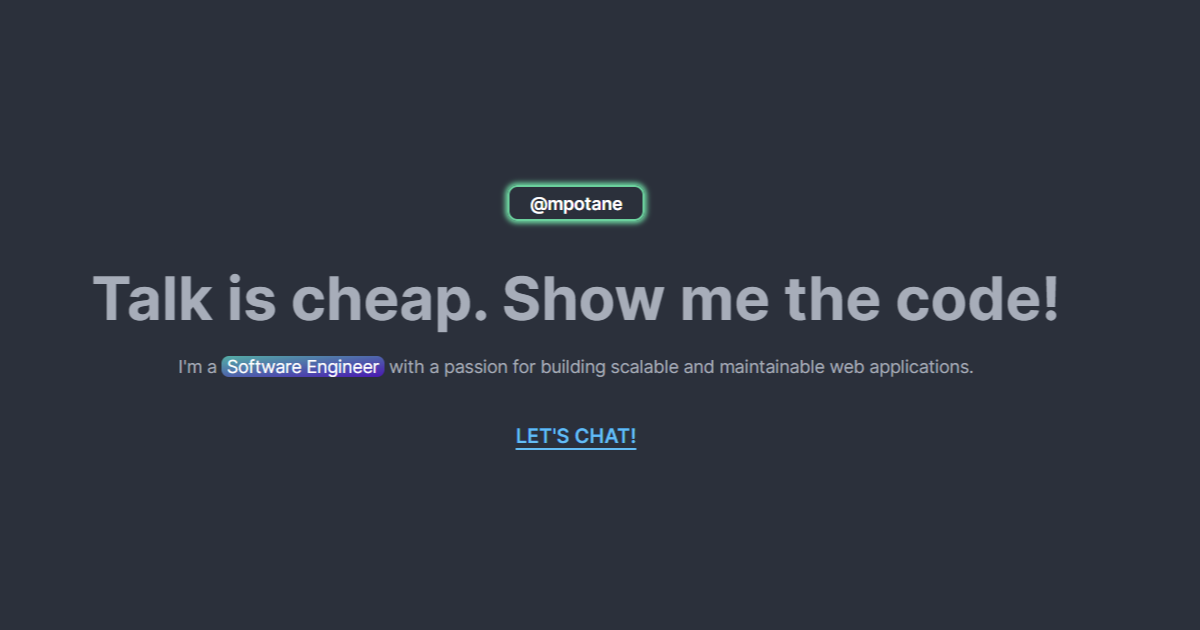 @mpotane
Talk is cheap. Show me the code!
I'm a Software Engineer with a passion for building scalable and maintainable web applications.
LET'S CHAT!